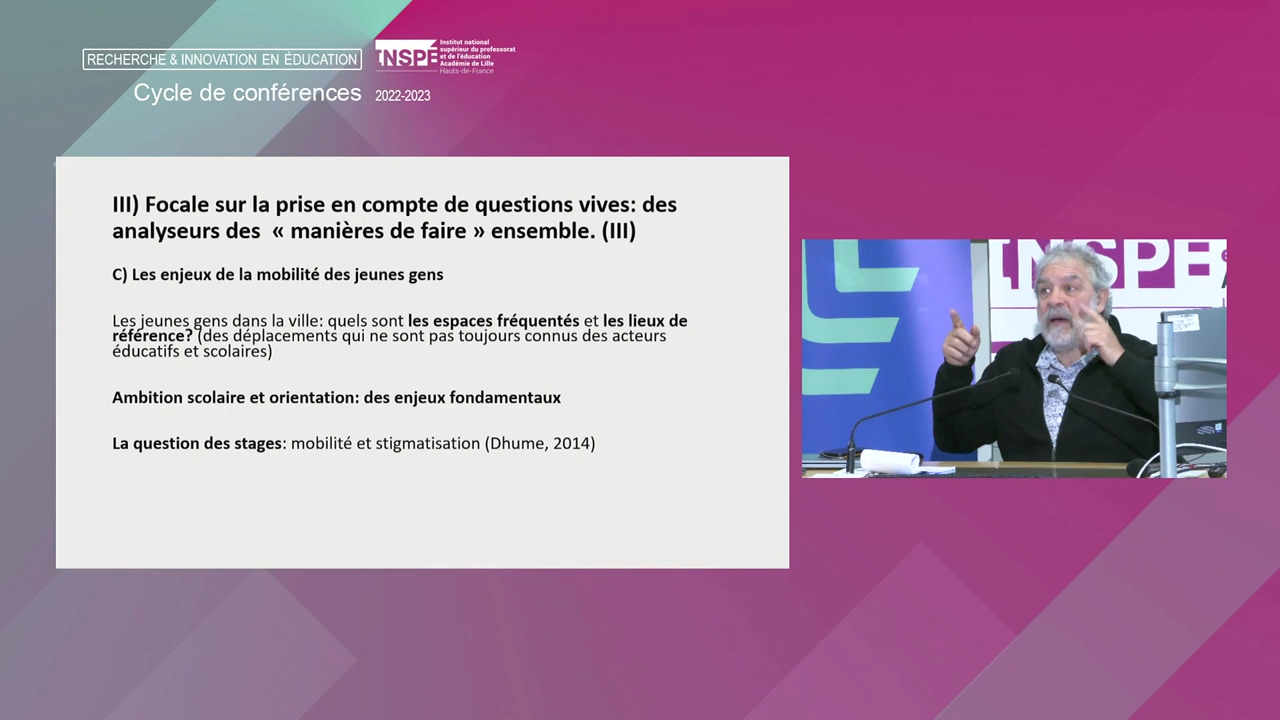 RECHERCHE & INNOVATION EN ÉDUCATION
Cycle de conférences 2022-2023
INSPÉ
Institut national
supérieur du professorat
et de l'éducation
Académie de Lille
Hauts-de-France
III) Focale sur la prise en compte de questions vives: des
analyseurs des « manières de faire » ensemble. (III)
C) Les enjeux de la mobilité des jeunes gens
Les jeunes gens dans la ville: quels sont les espaces fréquentés et les lieux de
référence? (des déplacements qui ne sont pas toujours connus des acteurs
éducatifs et scolaires)
Ambition scolaire et orientation: des enjeux fondamentaux
La question des stages: mobilité et stigmatisation (Dhume, 2014)
INSPÉ